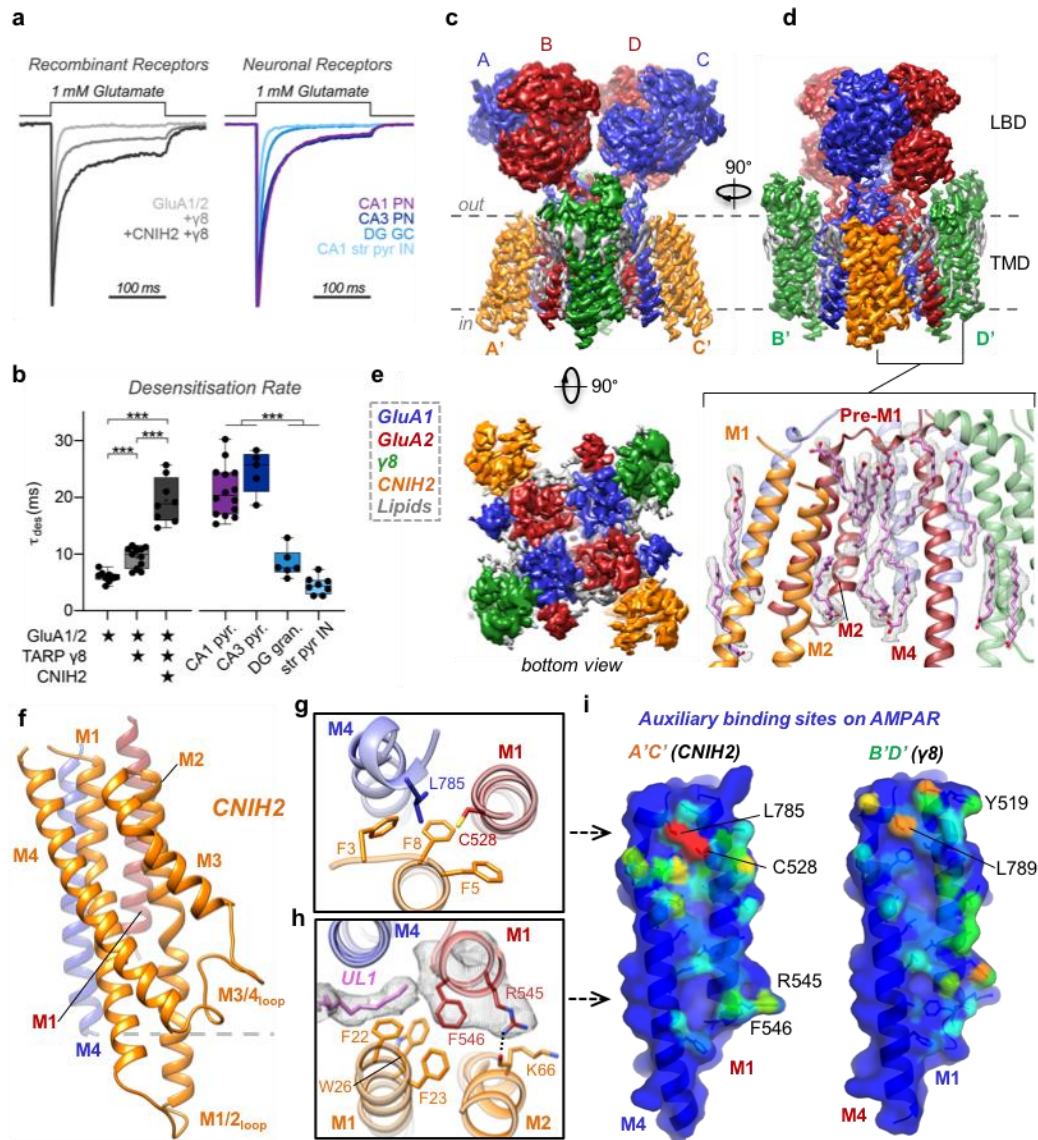 a
Recombinant Receptors
1 mM Glutamate
GluA1/2
+γ8
+CNIH2 +γ8
100 ms
Neuronal Receptors
1 mM Glutamate
CA1 PN
CA3 PN
DG GC
CA1 str pyr IN
100 ms
b
Desensitisation Rate
***
***
***
***
30
20
10
0
τdes (ms)
GluA1/2 ★ ★ ★
TARP γ8 ★ ★
CNIH2 ★
CA1 pyr.
CA3 pyr.
DG gran.
str pyr IN
c
A
B
D
C
out
in
A’
C’
90°
d
LBD
TMD
B’
D’
e
90°
GluA1
GluA2
γ8
CNIH2
Lipids
bottom view
M1
Pre-M1
M2
M2
M4
f
M1
M2
CNIH2
M4
M3
M3/4loop
M1
M4
M1/2loop
g
M4
M1
L785
C528
F3
F8
F5
h
M4
M1
UL1
R545
F22
F546
W26
F23
K66
M1
M2
i
Auxiliary binding sites on AMPAR
A’C’ (CNIH2)
B’D’ (γ8)
L785
C528
R545
F546
M1
M4
Y519
L789
M1
M4